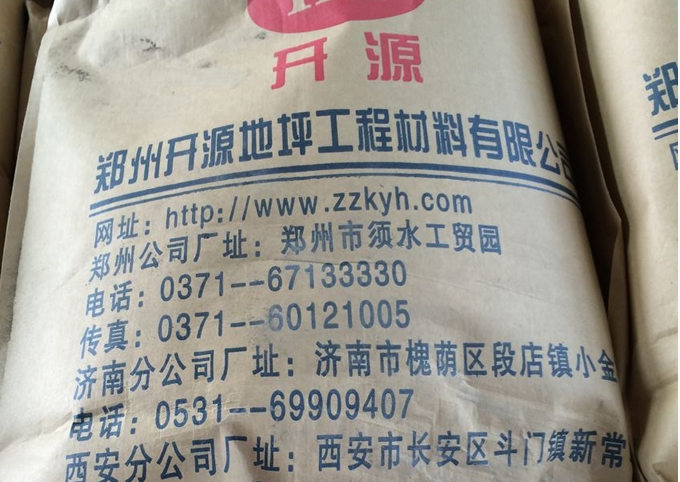 开源
郑州开源地坪工程材料有限公司
网址：http://www.zzkyh.com
郑州公司厂址：郑州市须水工贸园
电话：0371--67133330
传真：0371--60121005
济南分公司厂址：济南市槐荫区段店镇小金
电话：0531--69909407
西安分公司厂址：西安市长安区斗门镇新常
郑